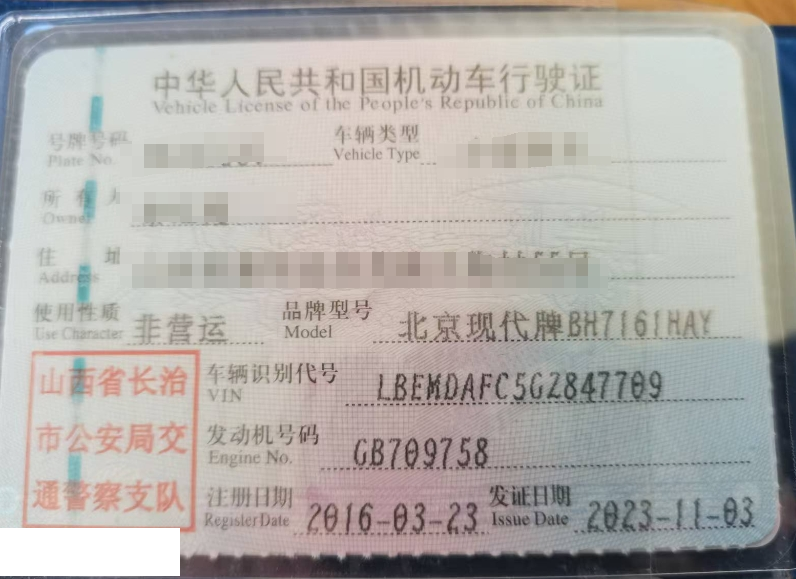 中华人民共和国机动车行驶证
Vehicle License of the People's Republic of China
号牌号码 车辆类型
Plate No. Vehicle Type
所有人
Owner
住 址
Address
使用性质 非营运 品牌型号 北京现代牌BH7161HAY
Use Character Model
山西省长治
市公安局交
通警察支队
车辆识别代号 LBEMDAFC5GZ847709
VIN
发动机号码 GB709758
Engine No.
注册日期 2016-03-23 发证日期 2023-11-03
Register Date Issue Date